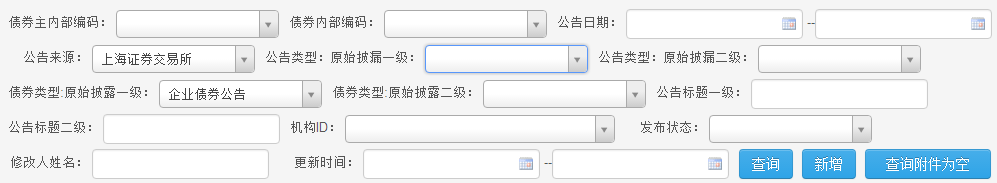 债券主内部编码： 债券内部编码： 公告日期： --
公告来源： 上海证券交易所 公告类型：原始披漏一级： 公告类型：原始披漏二级：
债券类型:原始披露一级： 企业债券公告 债券类型:原始披露二级： 公告标题一级：
公告标题二级： 机构ID： 发布状态：
修改人姓名： 更新时间： -- 查询 新增 查询附件为空